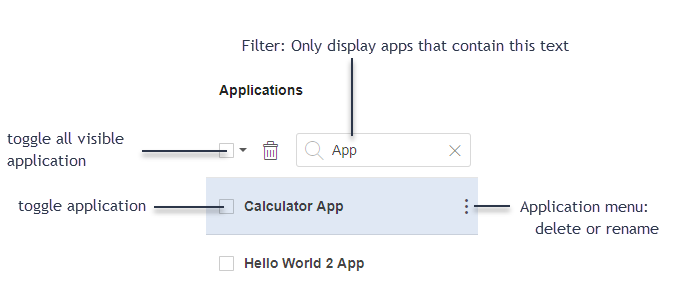 Filter: Only display apps that contain this text
Applications
toggle all visible
application
App
toggle application
Calculator App
Application menu:
delete or rename
Hello World 2 App